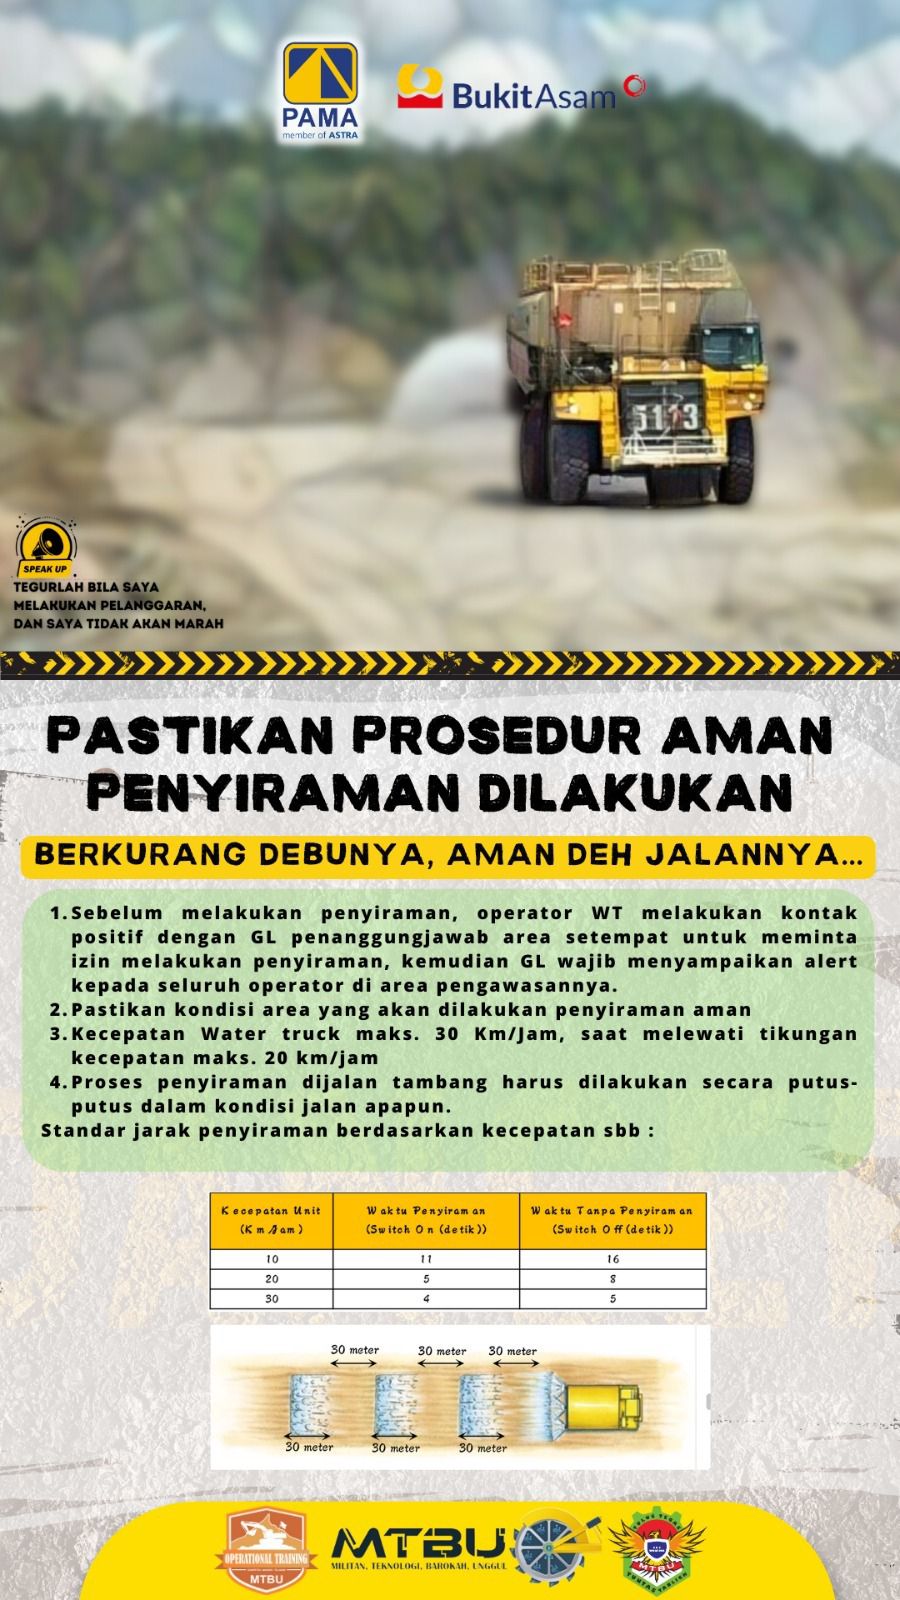 PAMA
member of ASTRA
BukitAsam
5113
SPEAK UP
TEGURLAH BILA SAYA
MELAKUKAN PELANGGARAN,
DAN SAYA TIDAK AKAN MARAH
PASTIKAN PROSEDUR AMAN
PENYIRAMAN DILAKUKAN
BERKURANG DEBUNYA, AMAN DEH JALANNYA...
1. Sebelum melakukan penyiraman, operator WT melakukan kontak
positif dengan GL penanggungjawab area setempat untuk meminta
izin melakukan penyiraman, kemudian GL wajib menyampaikan alert
kepada seluruh operator di area pengawasannya.
2. Pastikan kondisi area yang akan dilakukan penyiraman aman
3. Kecepatan Water truck maks. 30 Km/Jam, saat melewati tikungan
kecepatan maks. 20 km/jam
4. Proses penyiraman dijalan tambang harus dilakukan secara putus-
putus dalam kondisi jalan apapun.
Standar jarak penyiraman berdasarkan kecepatan sbb :
Kecepatan Unit Waktu Penyiraman Waktu Tanpa Penyiraman
(Km/Jam) (Switch On (detik)) (Switch Off (detik))
10 11 16
20 5 8
30 4 5
30 meter 30 meter 30 meter
30 meter 30 meter 30 meter
OPERATIONAL TRAINING
MTBU
MTBU
MILITAN, TEKNOLOGI, BAROKAH, UNGGUL
MTBU